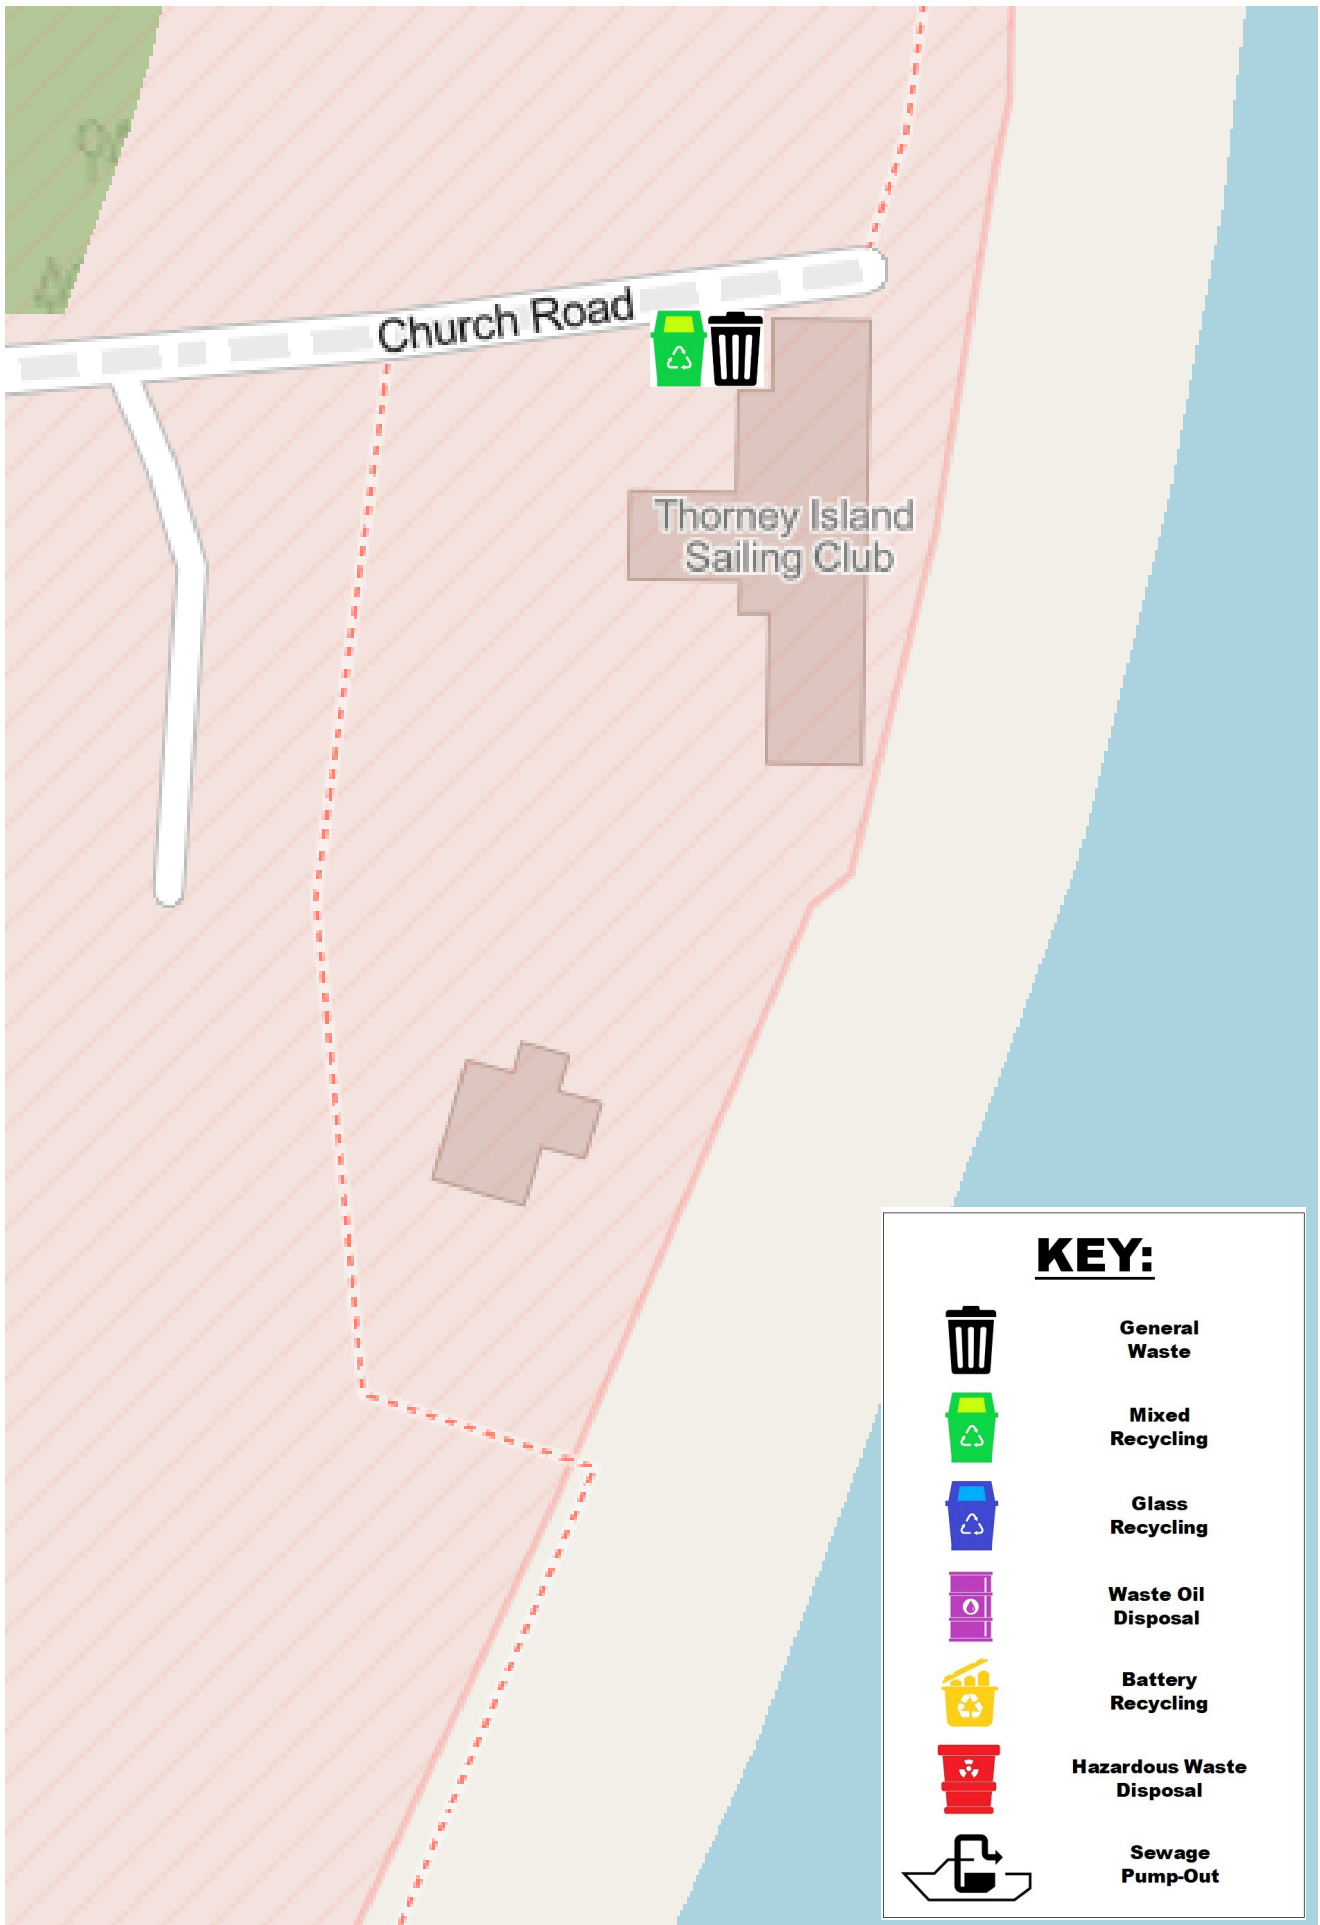 Church Road
Thorney Island
Sailing Club
KEY:
General
Waste
Mixed
Recycling
Glass
Recycling
Waste Oil
Disposal
Battery
Recycling
Hazardous Waste
Disposal
Sewage
Pump-Out